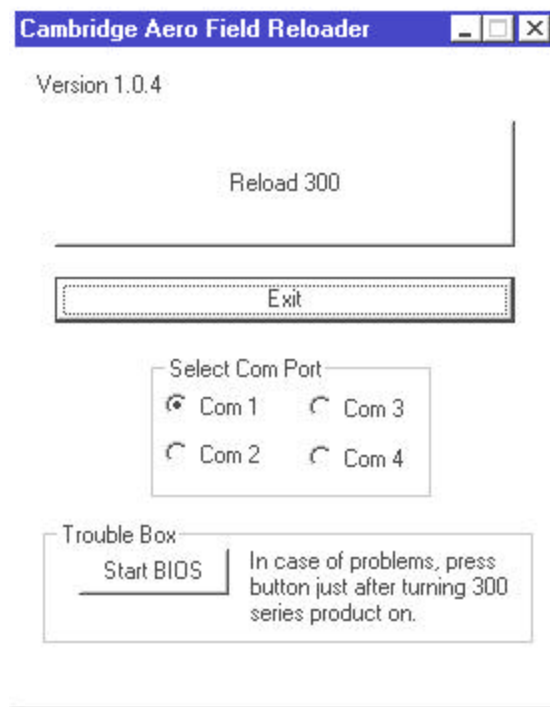 Cambridge Aero Field Reloader
Version 1.0.4
Reload 300
Exit
Select Com Port
Com 1
Com 3
Com 2
Com 4
Trouble Box
Start BIOS
In case of problems, press
button just after turning 300
series product on.